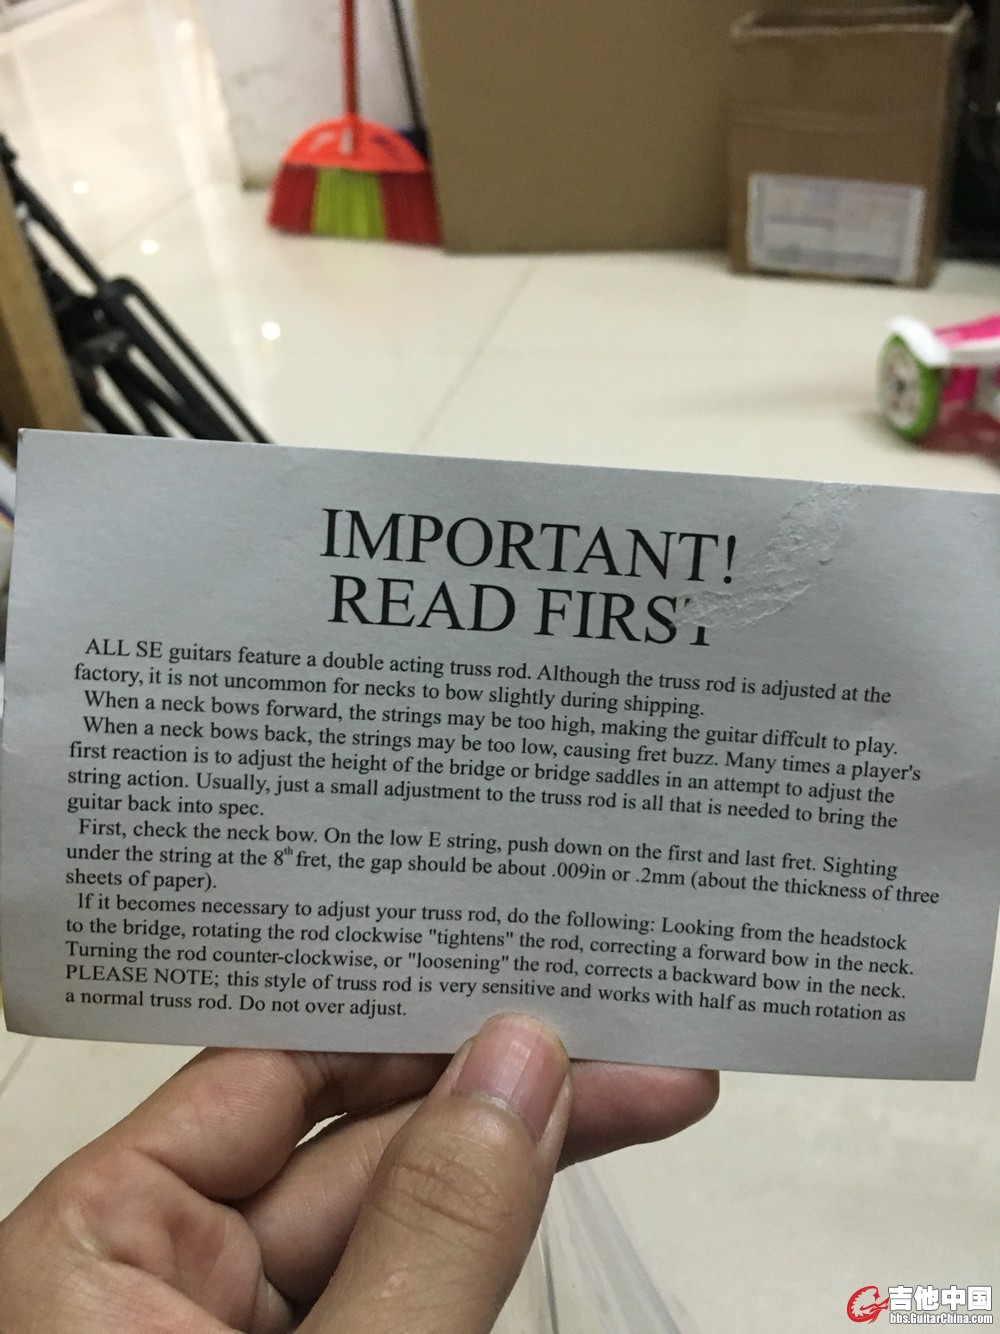 IMPORTANT!
READ FIRST
ALL SE guitars feature a double acting truss rod. Although the truss rod is adjusted at the
factory, it is not uncommon for necks to bow slightly during shipping.
When a neck bows forward, the strings may be too high, making the guitar diffcult to play.
When a neck bows back, the strings may be too low, causing fret buzz. Many times a player's
first reaction is to adjust the height of the bridge or bridge saddles in an attempt to adjust the
string action. Usually, just a small adjustment to the truss rod is all that is needed to bring the
guitar back into spec.
First, check the neck bow. On the low E string, push down on the first and last fret. Sighting
under the string at the 8th fret, the gap should be about .009in or .2mm (about the thickness of three
sheets of paper).
If it becomes necessary to adjust your truss rod, do the following: Looking from the headstock
to the bridge, rotating the rod clockwise "tightens" the rod, correcting a forward bow in the neck.
Turning the rod counter-clockwise, or "loosening" the rod, corrects a backward bow in the neck.
PLEASE NOTE; this style of truss rod is very sensitive and works with half as much rotation as
a normal truss rod. Do not over adjust.
吉他中国
bbs.GuitarChina.com